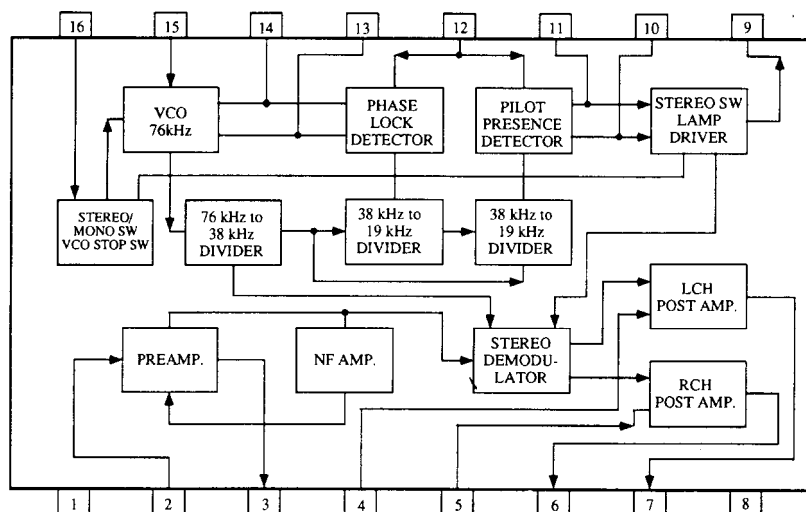 16 15 14 13 12 11 10 9
VCO
76kHz
PHASE
LOCK
DETECTOR
PILOT
PRESENCE
DETECTOR
STEREO SW
LAMP
DRIVER
STEREO/
MONO SW
VCO STOP SW
76 kHz to
38 kHz
DIVIDER
38 kHz to
19 kHz
DIVIDER
38 kHz to
19 kHz
DIVIDER
LCH
POST AMP.
PREAMP.
NF AMP.
STEREO
DEMODU-
LATOR
RCH
POST AMP.
1 2 3 4 5 6 7 8